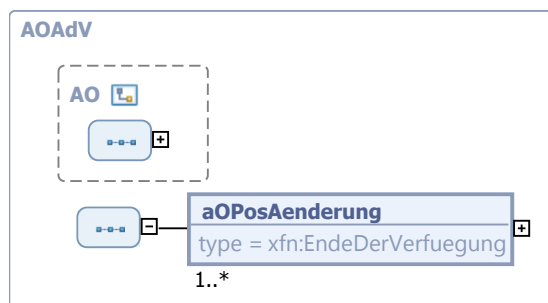 AOAdV
AO
aOPosAenderung
type = xfn:EndeDerVerfuegung
1..*